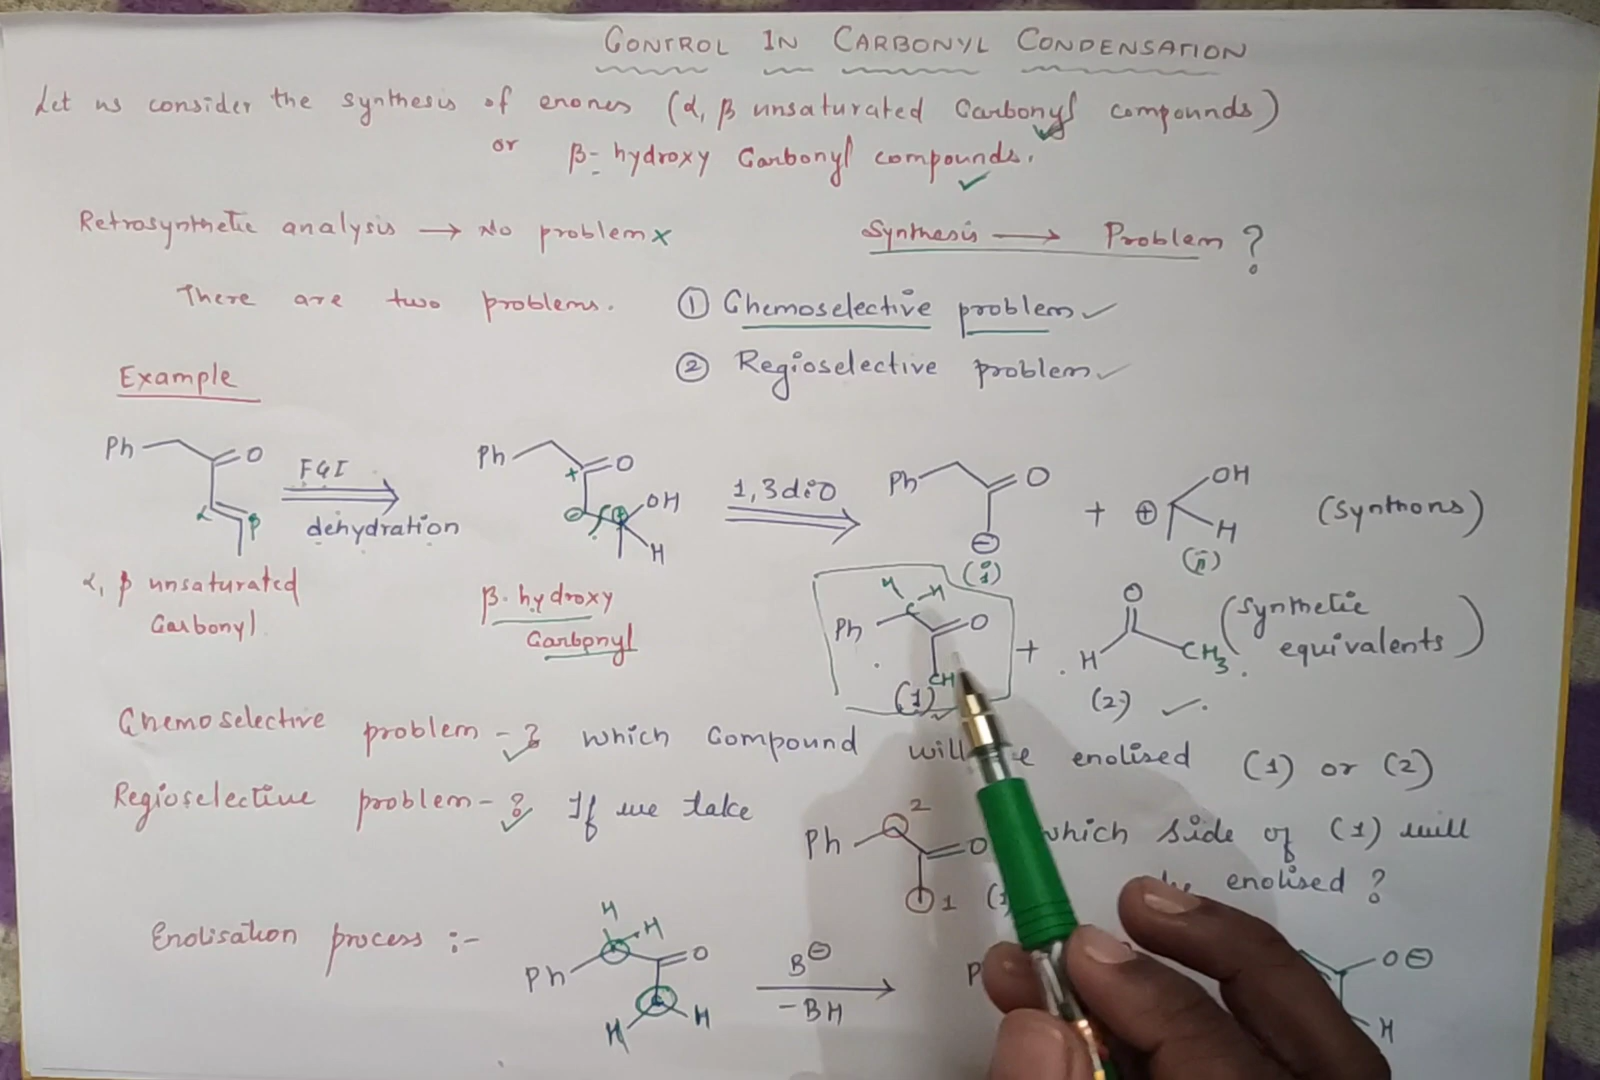 CONTROL IN CARBONYL CONDENSATION
Let us consider the synthesis of enones (α, β unsaturated Carbonyl compounds)
or β- hydroxy Carbonyl compounds.
Retrosynthetic analysis → No problem x Synthesis → Problem ?
There are two problems. ① Chemoselective problem ✓
② Regioselective problem ✓
Example
Ph O α β FGI dehydration Ph + O ⊖ ⊕ OH H 1,3 diO Ph O ⊖ (i) + ⊕ OH H (ii) (Synthons)
α, β unsaturated Carbonyl
β. hydroxy Carbonyl
Ph C H H O CH (1) + H O CH3 (2) ✓. (Synthetic equivalents)
Chemoselective problem - ? which compound will enolised (1) or (2)
Regioselective problem - ? If we take Ph 2 O 1 which side of (1) will
enolised ?
Enolisation process :- Ph H H O H H B⊖ -BH P O⊖ H